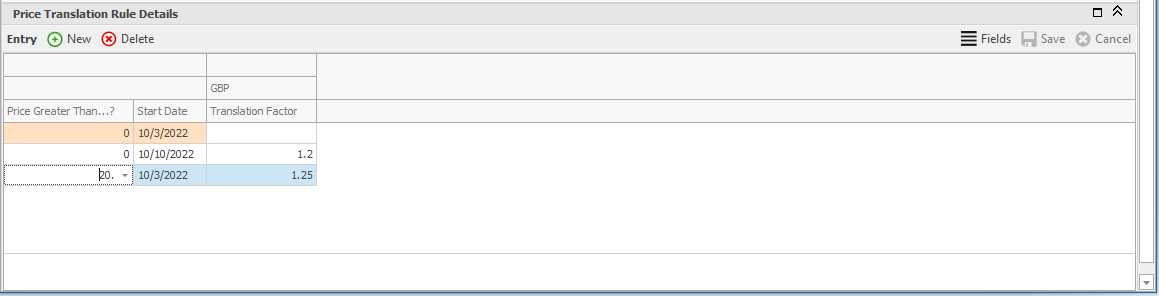 Price Translation Rule Details
Entry New Delete Fields Save Cancel
GBP
Price Greater Than...? Start Date Translation Factor
0 10/3/2022
0 10/10/2022 1.2
20. 10/3/2022 1.25